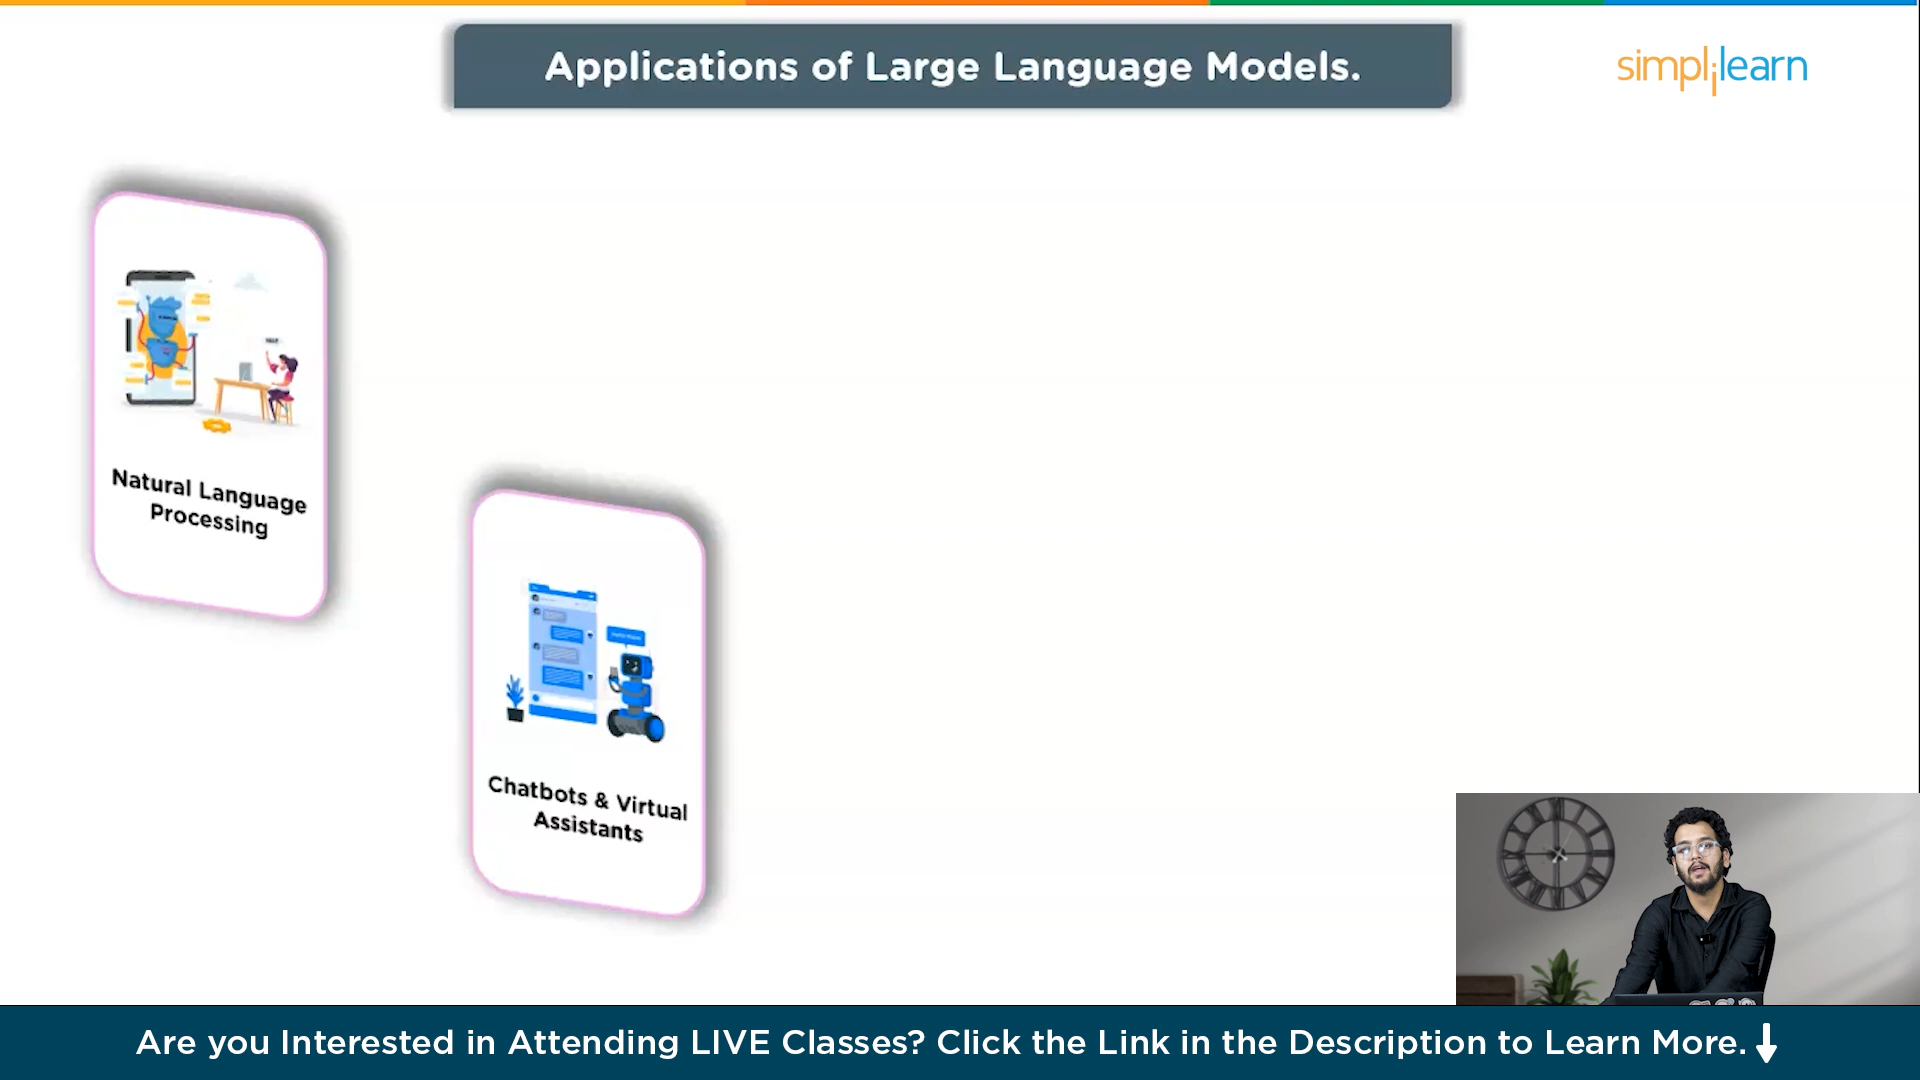 Applications of Large Language Models.
simplilearn
Natural Language
Processing
Chatbots & Virtual
Assistants
Are you Interested in Attending LIVE Classes? Click the Link in the Description to Learn More.